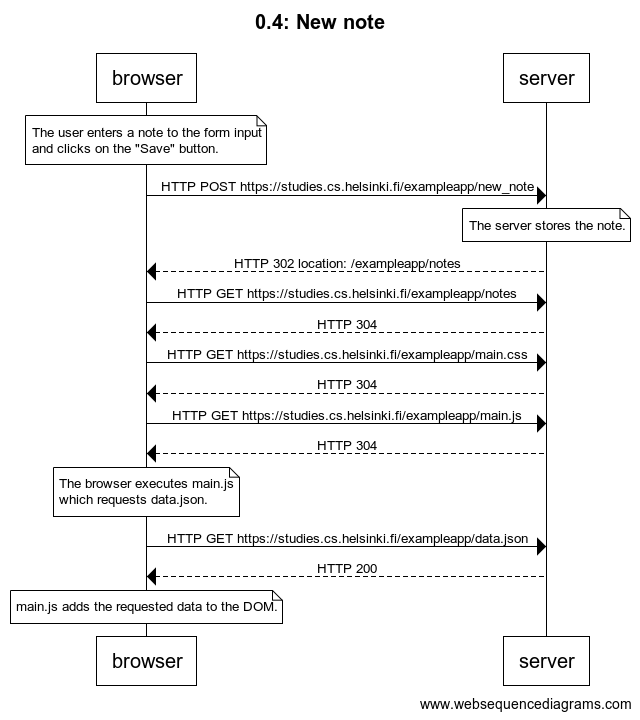 0.4: New note
browser
server
The user enters a note to the form input
and clicks on the "Save" button.
HTTP POST https://studies.cs.helsinki.fi/exampleapp/new_note
The server stores the note.
HTTP 302 location: /exampleapp/notes
HTTP GET https://studies.cs.helsinki.fi/exampleapp/notes
HTTP 304
HTTP GET https://studies.cs.helsinki.fi/exampleapp/main.css
HTTP 304
HTTP GET https://studies.cs.helsinki.fi/exampleapp/main.js
HTTP 304
The browser executes main.js
which requests data.json.
HTTP GET https://studies.cs.helsinki.fi/exampleapp/data.json
HTTP 200
main.js adds the requested data to the DOM.
browser
server
www.websequencediagrams.com